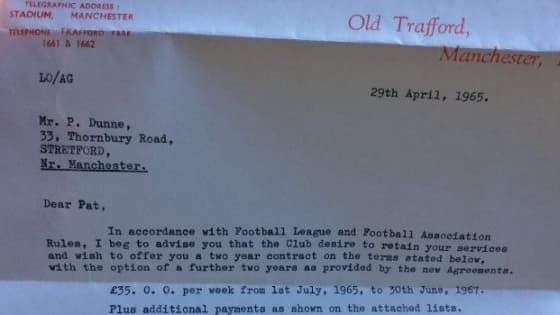 TELEGRAPHIC ADDRESS:
STADIUM, MANCHESTER
TELEPHONE TRAFFORD PARK
1661 & 1662
Old Trafford,
Manchester,
LO/AG
29th April, 1965.
Mr. P. Dunne,
33, Thornbury Road,
STRETFORD,
Nr. Manchester.
Dear Pat,
In accordance with Football League and Football Association
Rules, I beg to advise you that the Club desire to retain your services
and wish to offer you a two year contract on the terms stated below,
with the option of a further two years as provided by the new Agreements.
£35. 0. 0. per week from 1st July, 1965, to 30th June, 1967.
Plus additional payments as shown on the attached lists.